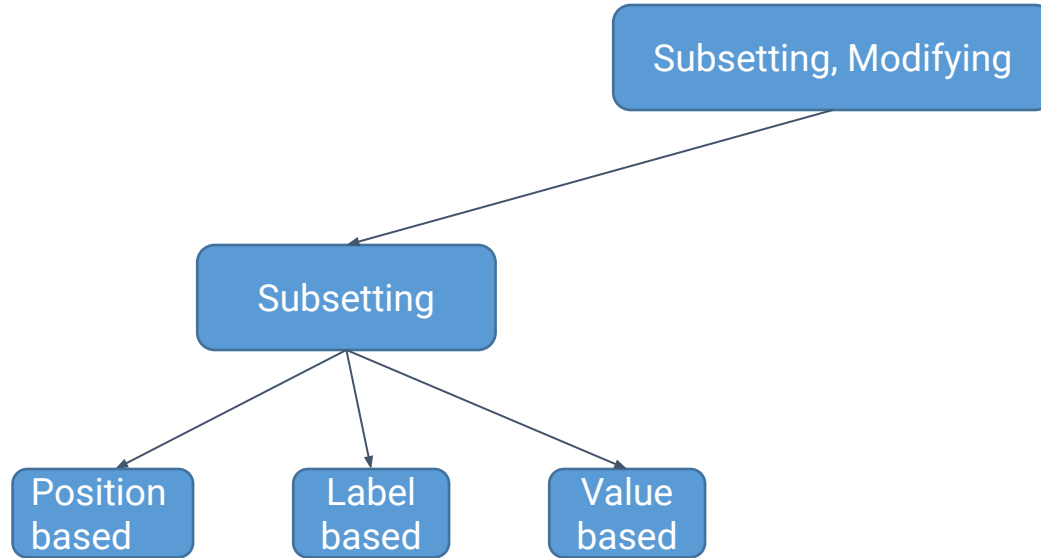 Subsetting, Modifying
Subsetting
Position
based
Label
based
Value
based